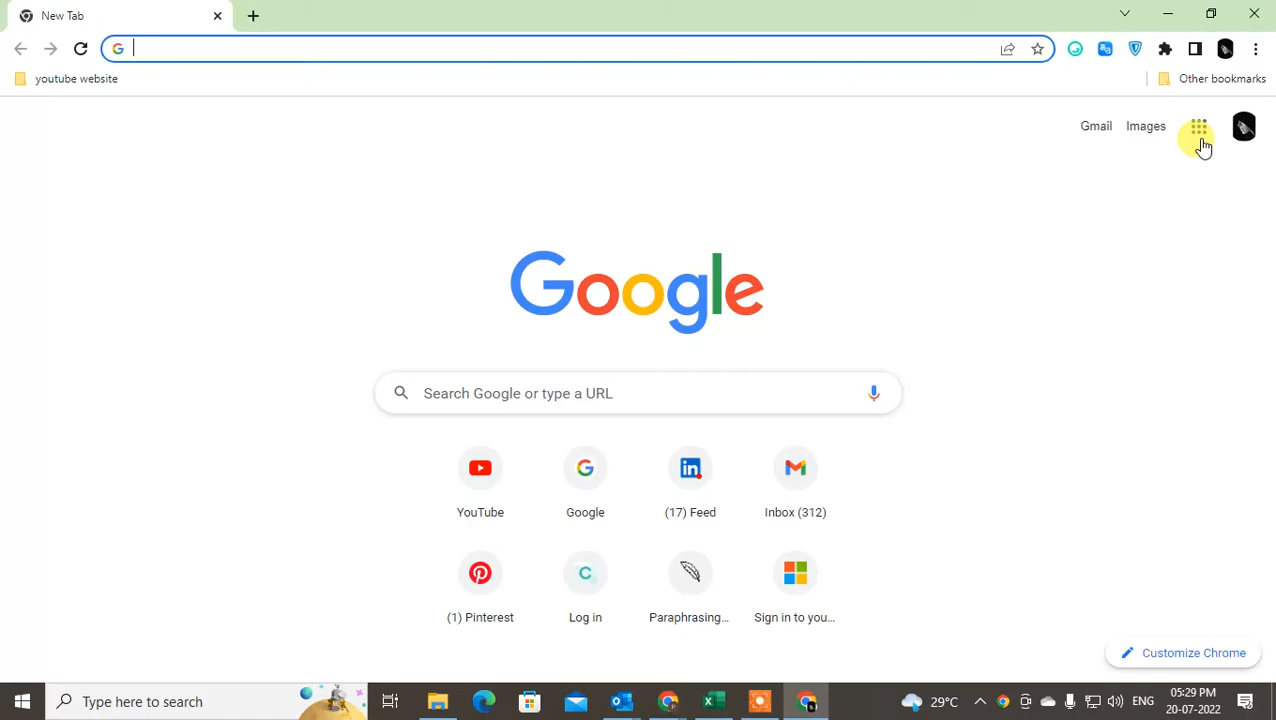 New Tab
youtube website
Other bookmarks
Gmail Images
Google
Search Google or type a URL
YouTube Google (17) Feed Inbox (312)
(1) Pinterest Log in Paraphrasing... Sign in to you...
Customize Chrome
Type here to search
29°C ENG 05:29 PM
20-07-2022